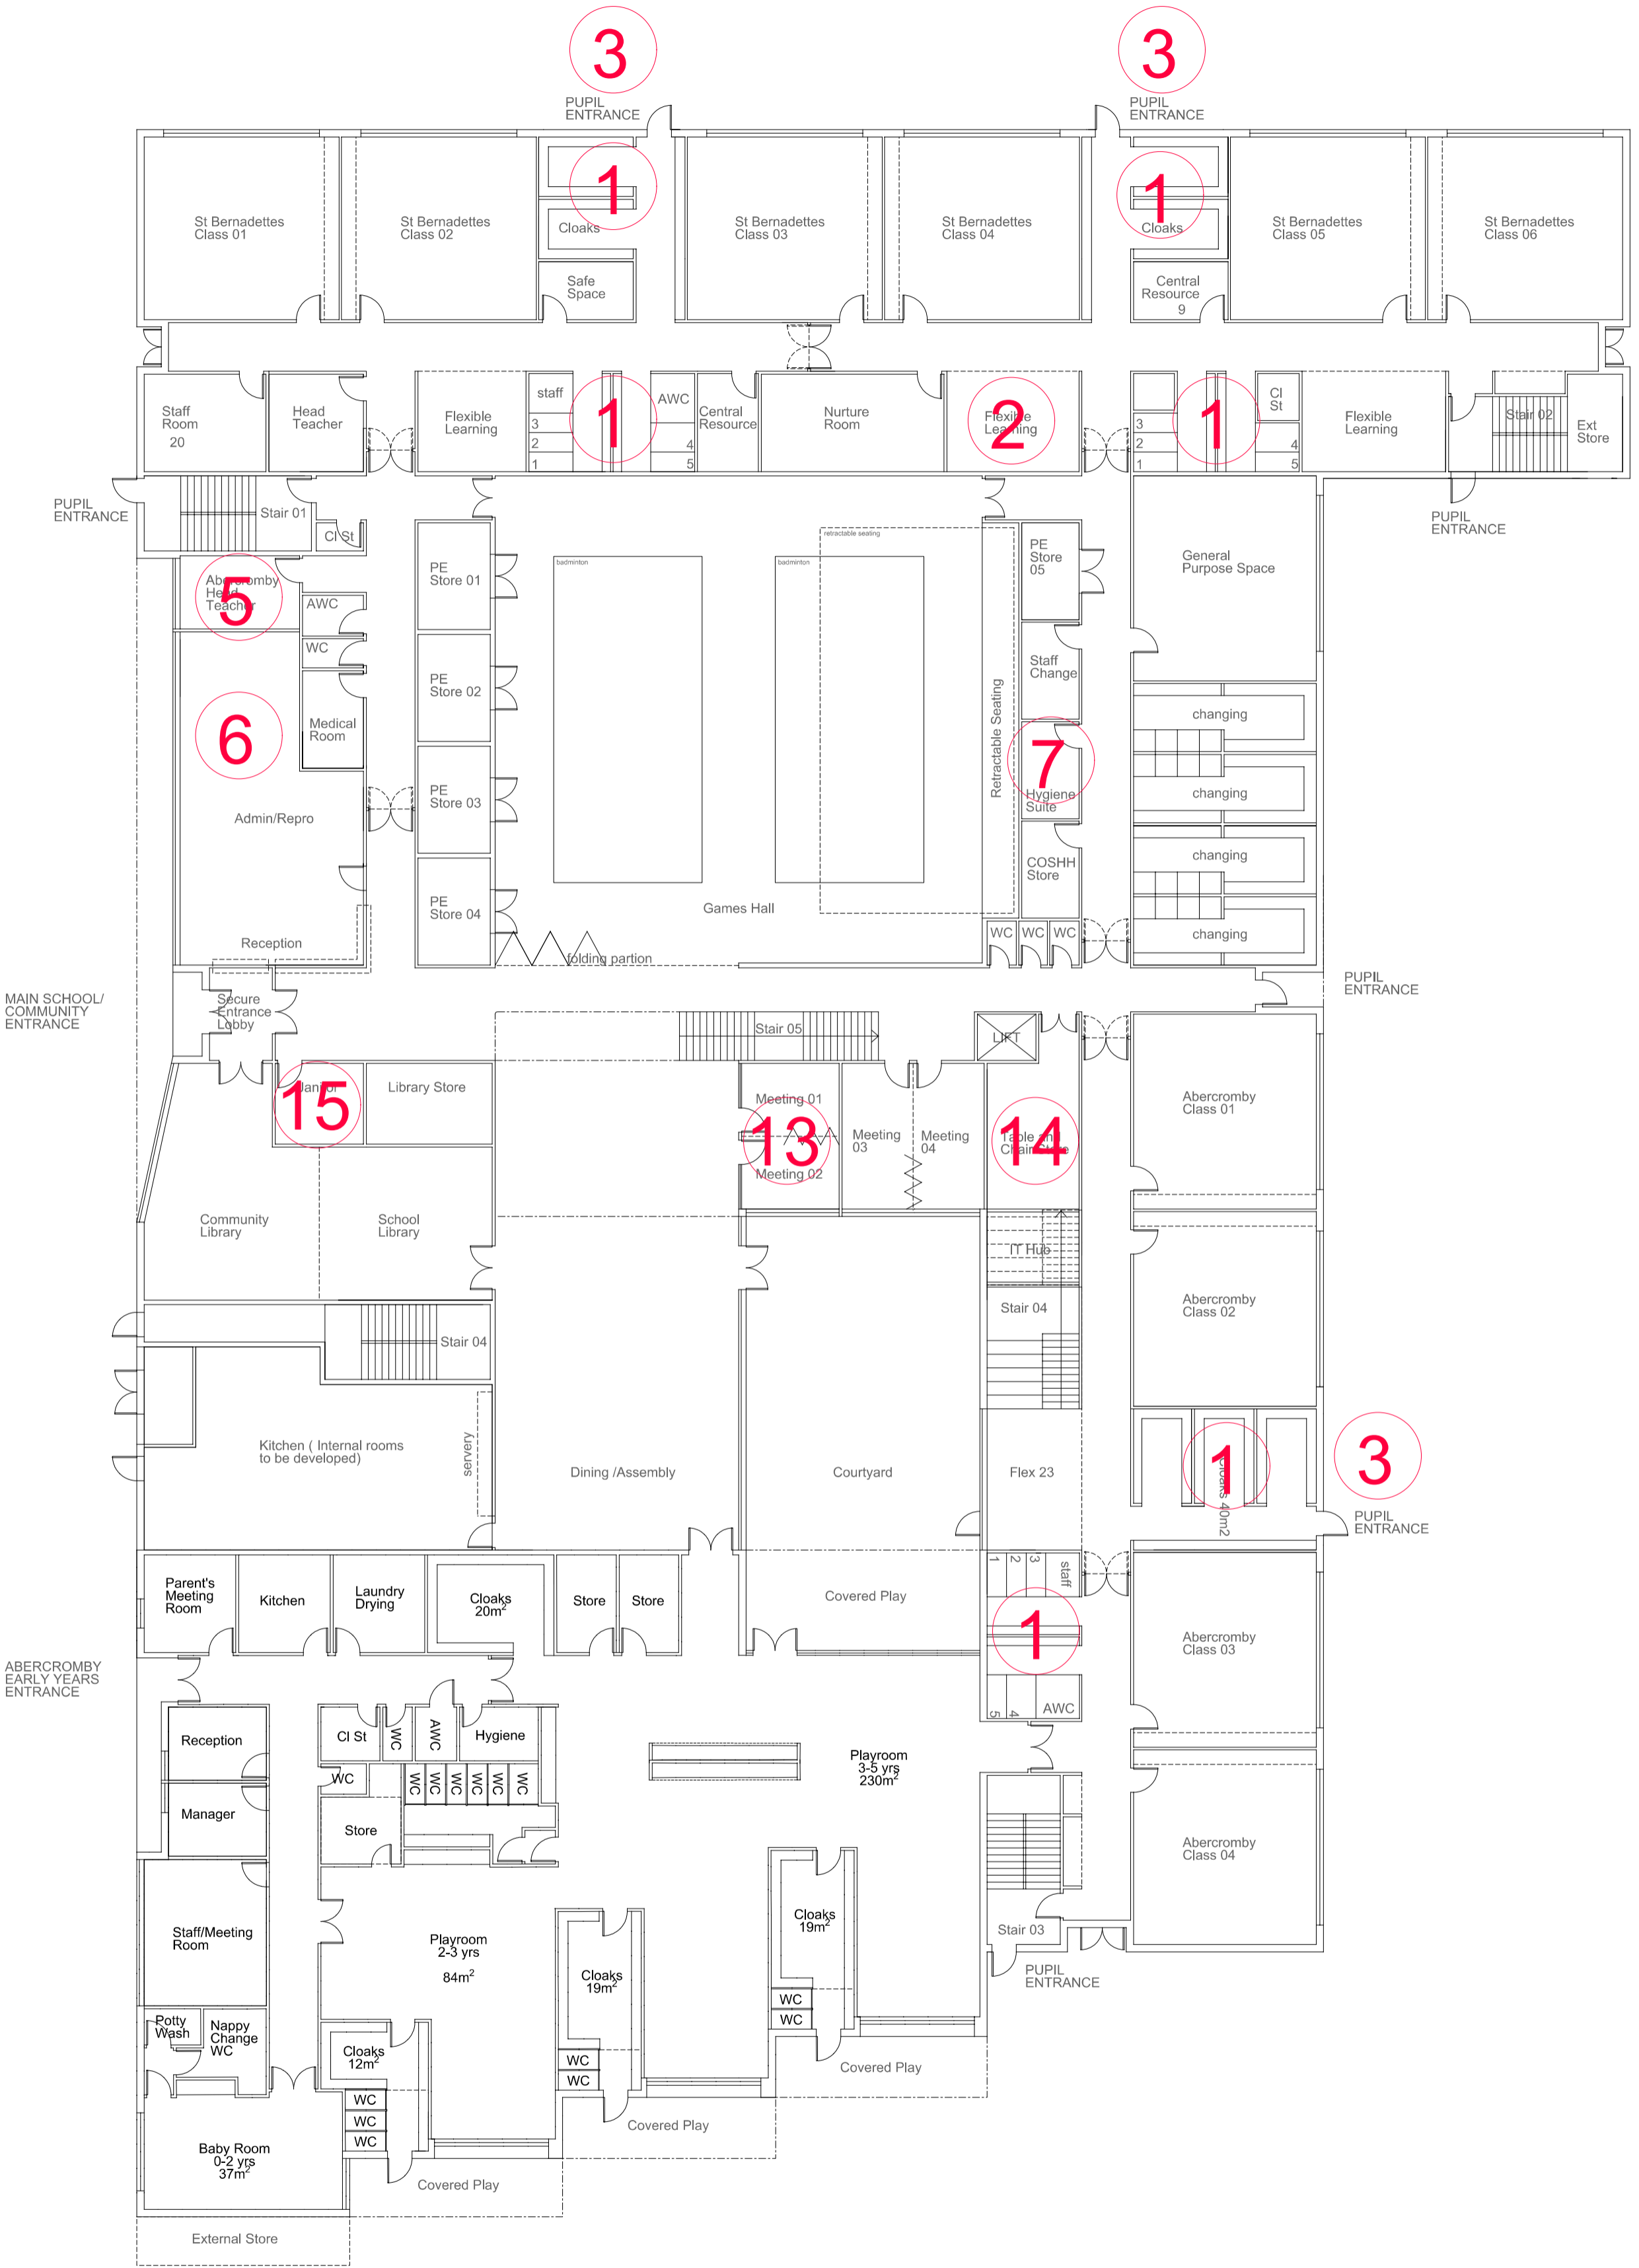 3
3
PUPIL
ENTRANCE
PUPIL
ENTRANCE
St Bernadettes
Class 01
St Bernadettes
Class 02
1
Cloaks
Safe
Space
St Bernadettes
Class 03
St Bernadettes
Class 04
1
Cloaks
Central
Resource
9
St Bernadettes
Class 05
St Bernadettes
Class 06
Staff
Room
20
Head
Teacher
Flexible
Learning
staff
3
2
1
1
AWC
4
5
Central
Resource
Nurture
Room
Flexible
Learning
2
3
2
1
1
Cl
St
4
5
Flexible
Learning
Stair 02
Ext
Store
PUPIL
ENTRANCE
Stair 01
Cl St
PUPIL
ENTRANCE
Abercromby
Head
Teacher
5
AWC
WC
Medical
Room
6
Admin/Repro
Reception
PE
Store 01
PE
Store 02
PE
Store 03
PE
Store 04
badminton
badminton
retractable seating
Retractable Seating
Games Hall
folding partion
PE
Store
05
Staff
Change
7
Hygiene
Suite
COSHH
Store
WC
WC
WC
General
Purpose Space
changing
changing
changing
changing
PUPIL
ENTRANCE
MAIN SCHOOL/
COMMUNITY
ENTRANCE
Secure
Entrance
Lobby
Stair 05
LIFT
15
Janitor
Library Store
Meeting 01
13
Meeting 02
Meeting
03
Meeting
04
Table and
Chair Store
14
Abercromby
Class 01
Community
Library
School
Library
IT Hub
Stair 04
Abercromby
Class 02
Stair 04
Kitchen ( Internal rooms
to be developed)
servery
Dining /Assembly
Courtyard
Flex 23
1
Cloaks 40m2
3
PUPIL
ENTRANCE
Parent's
Meeting
Room
Kitchen
Laundry
Drying
Cloaks
20m²
Store
Store
Covered Play
1
2
3
staff
1
5
4
AWC
Abercromby
Class 03
ABERCROMBY
EARLY YEARS
ENTRANCE
Reception
Cl St
WC
AWC
Hygiene
WC
WC
WC
WC
WC
WC
WC
Manager
Store
Playroom
3-5 yrs
230m²
Abercromby
Class 04
Staff/Meeting
Room
Playroom
2-3 yrs
84m²
Cloaks
19m²
WC
WC
Cloaks
19m²
WC
WC
Stair 03
PUPIL
ENTRANCE
Potty
Wash
Nappy
Change
WC
Cloaks
12m²
WC
WC
WC
Covered Play
Covered Play
Covered Play
Baby Room
0-2 yrs
37m²
External Store